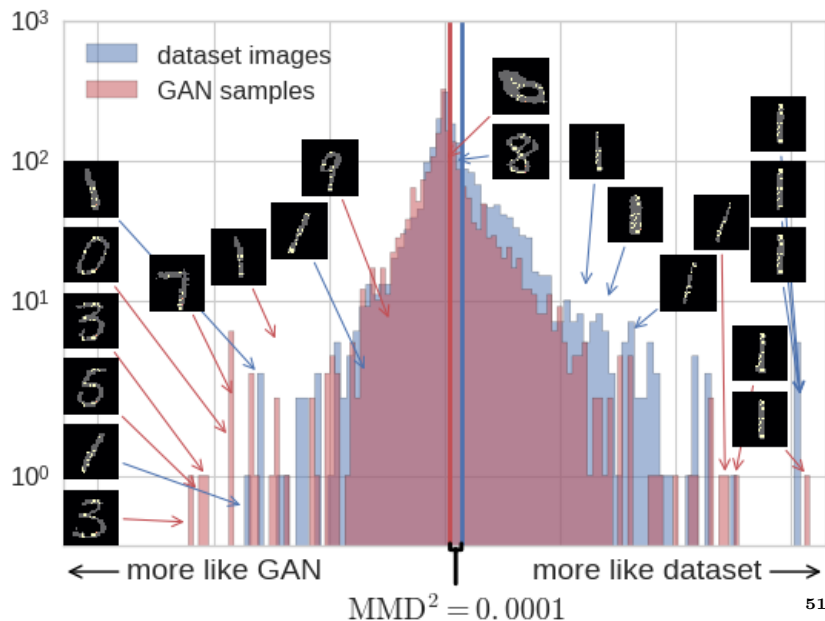 10³
dataset images
GAN samples
10²
10¹
10⁰
← more like GAN
more like dataset →
MMD² = 0.0001
51